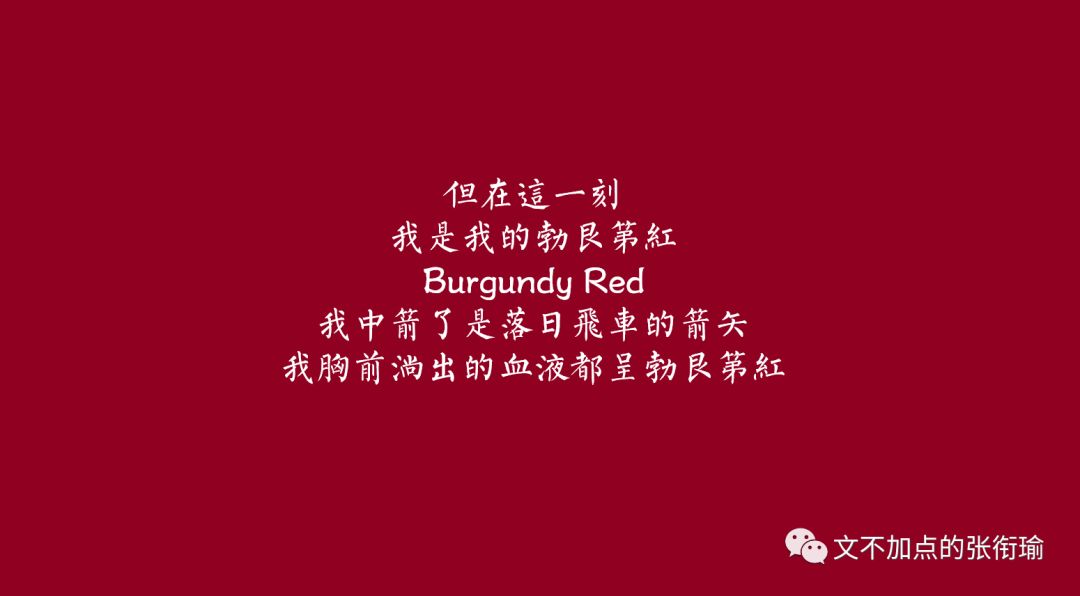 但在這一刻
我是我的勃艮第紅
Burgundy Red
我中箭了是落日飛車的箭矢
我胸前淌出的血液都呈勃艮第紅
文不加点的张衔瑜